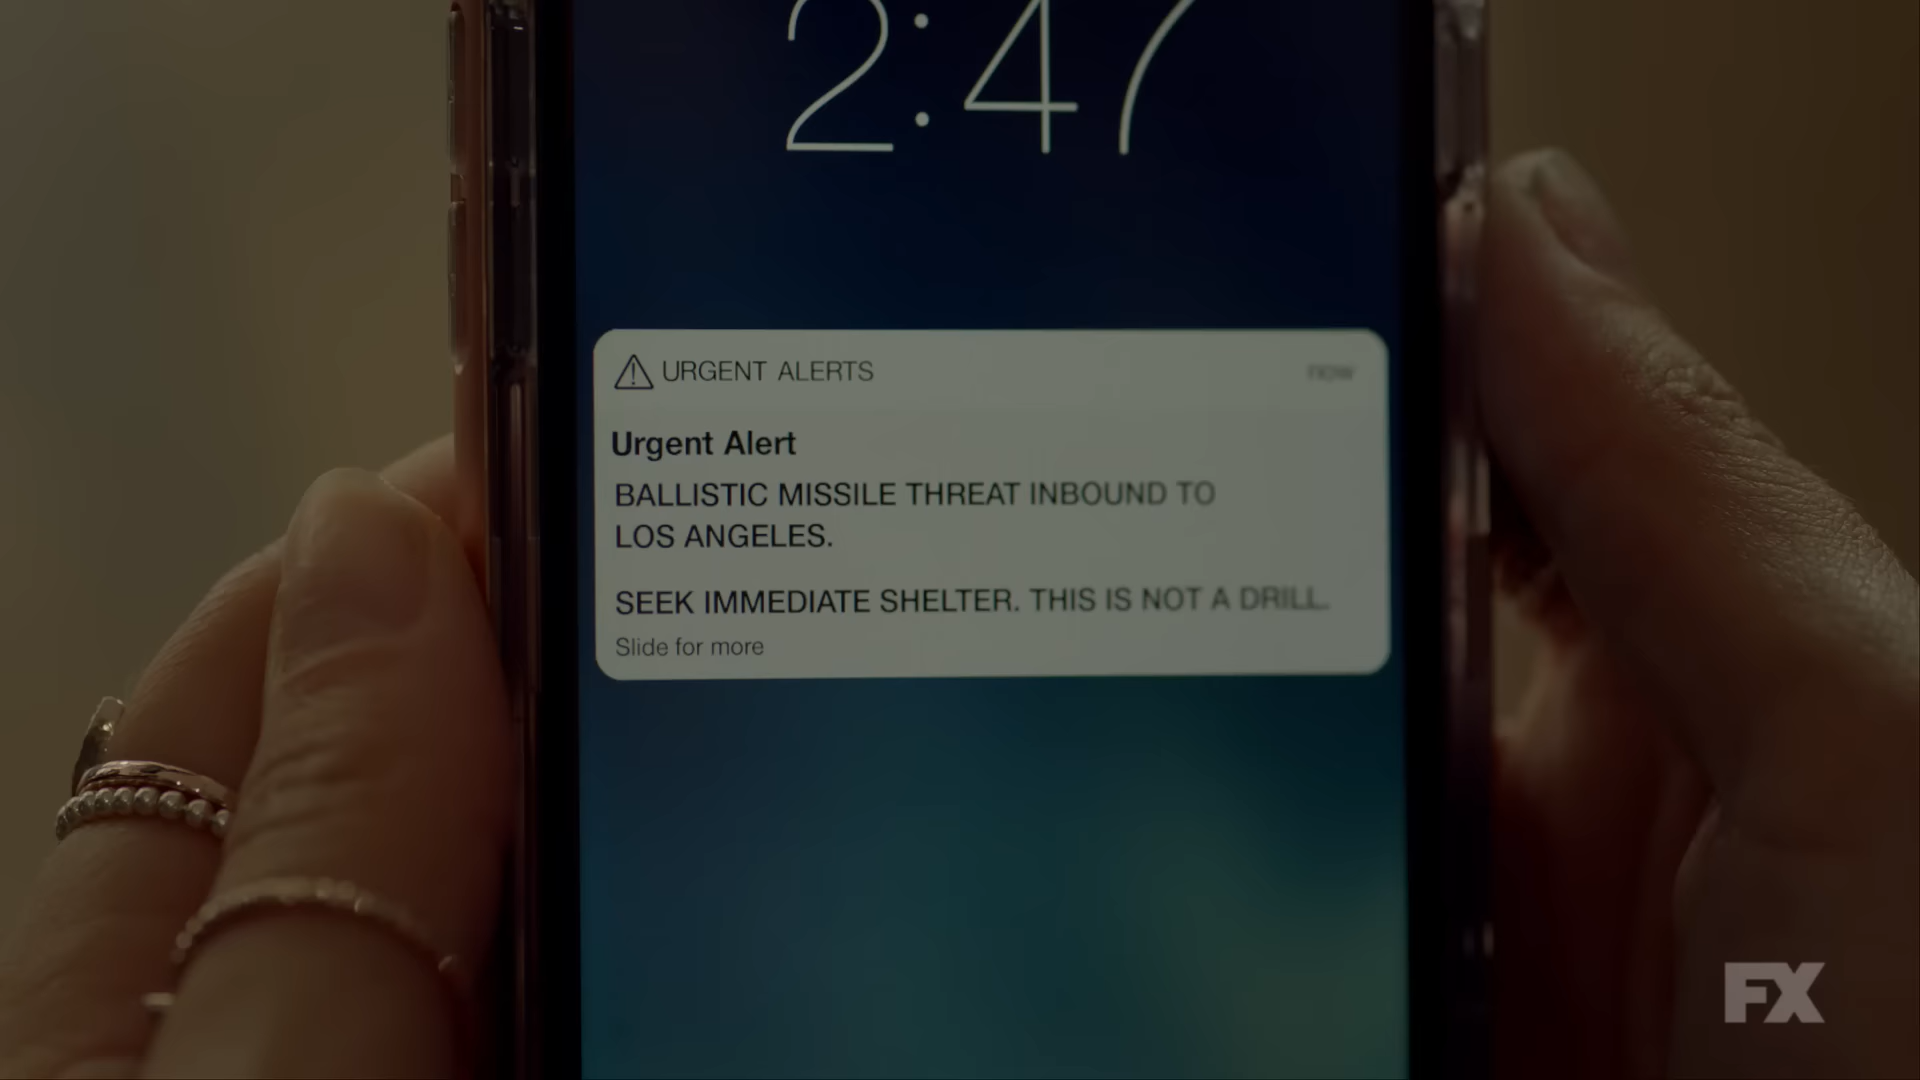 2:47
URGENT ALERTS now
Urgent Alert
BALLISTIC MISSILE THREAT INBOUND TO
LOS ANGELES.
SEEK IMMEDIATE SHELTER. THIS IS NOT A DRILL.
Slide for more
FX